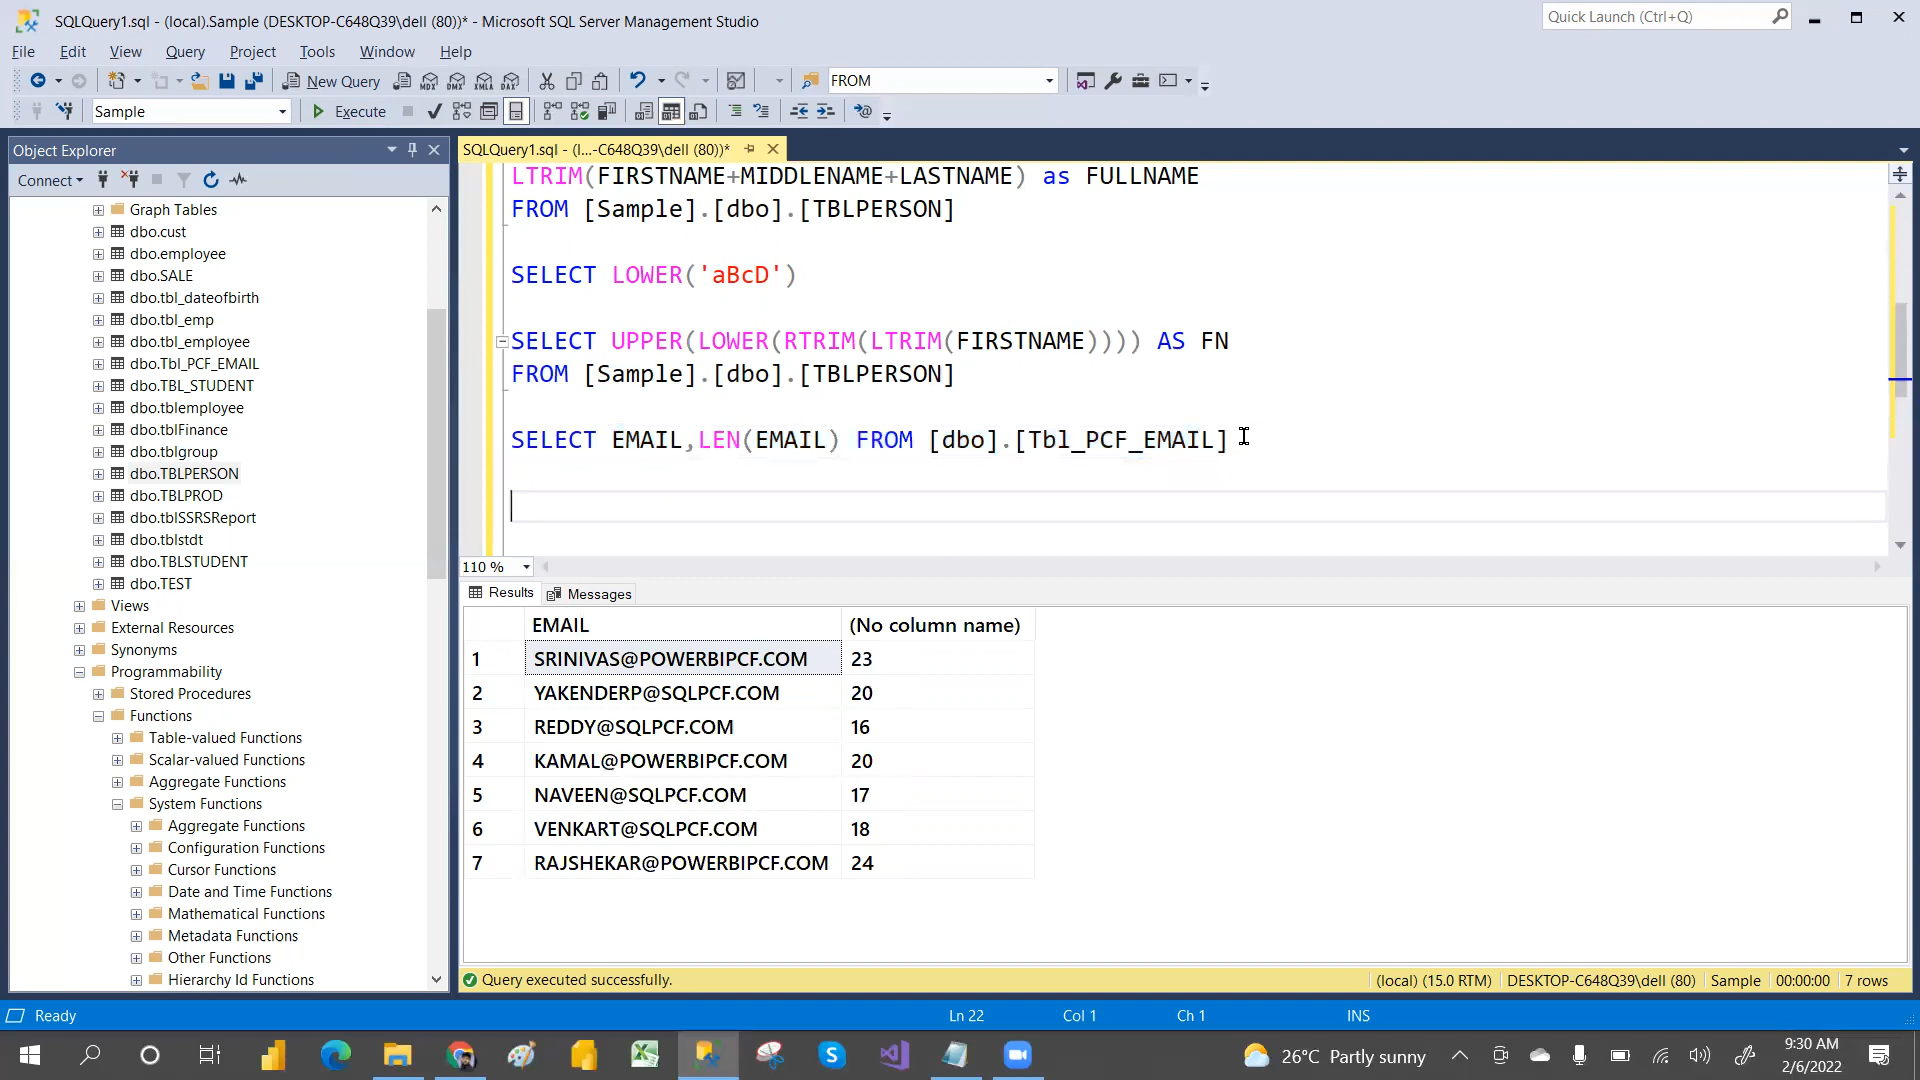 SQLQuery1.sql - (local).Sample (DESKTOP-C648Q39\dell (80))* - Microsoft SQL Server Management Studio
Quick Launch (Ctrl+Q)
File Edit View Query Project Tools Window Help
New Query
MDX DMX XMLA DAX
FROM
Sample
Execute
Object Explorer
Connect
Graph Tables
dbo.cust
dbo.employee
dbo.SALE
dbo.tbl_dateofbirth
dbo.tbl_emp
dbo.tbl_employee
dbo.Tbl_PCF_EMAIL
dbo.TBL_STUDENT
dbo.tblemployee
dbo.tblFinance
dbo.tblgroup
dbo.TBLPERSON
dbo.TBLPROD
dbo.tblSSRSReport
dbo.tblstdt
dbo.TBLSTUDENT
dbo.TEST
Views
External Resources
Synonyms
Programmability
Stored Procedures
Functions
Table-valued Functions
Scalar-valued Functions
Aggregate Functions
System Functions
Aggregate Functions
Configuration Functions
Cursor Functions
Date and Time Functions
Mathematical Functions
Metadata Functions
Other Functions
Hierarchy Id Functions
SQLQuery1.sql - (l...-C648Q39\dell (80))*
LTRIM(FIRSTNAME+MIDDLENAME+LASTNAME) as FULLNAME
FROM [Sample].[dbo].[TBLPERSON]
SELECT LOWER('aBcD')
SELECT UPPER(LOWER(RTRIM(LTRIM(FIRSTNAME)))) AS FN
FROM [Sample].[dbo].[TBLPERSON]
SELECT EMAIL,LEN(EMAIL) FROM [dbo].[Tbl_PCF_EMAIL]
110 %
Results Messages
EMAIL (No column name)
1 SRINIVAS@POWERBIPCF.COM 23
2 YAKENDERP@SQLPCF.COM 20
3 REDDY@SQLPCF.COM 16
4 KAMAL@POWERBIPCF.COM 20
5 NAVEEN@SQLPCF.COM 17
6 VENKART@SQLPCF.COM 18
7 RAJSHEKAR@POWERBIPCF.COM 24
Query executed successfully.
(local) (15.0 RTM) DESKTOP-C648Q39\dell (80) Sample 00:00:00 7 rows
Ready
Ln 22 Col 1 Ch 1 INS
26°C Partly sunny
9:30 AM
2/6/2022